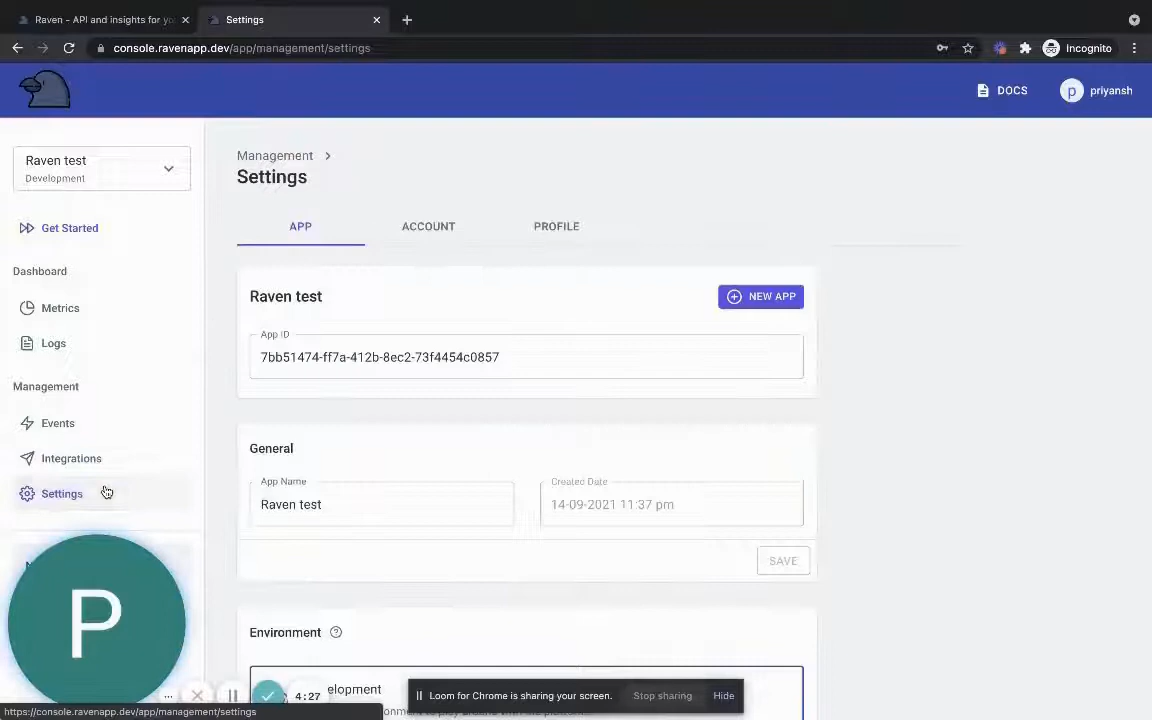 Raven – API and insights for yo
Settings
console.ravenapp.dev/app/management/settings
Incognito
DOCS
p
priyansh
Raven test
Development
Get Started
Dashboard
Metrics
Logs
Management
Events
Integrations
Settings
Management
Settings
APP
ACCOUNT
PROFILE
Raven test
NEW APP
App ID
7bb51474-ff7a-412b-8ec2-73f4454c0857
General
App Name
Raven test
Created Date
14-09-2021 11:37 pm
SAVE
Environment
elopment
P
4:27
Loom for Chrome is sharing your screen.
Stop sharing
Hide
https://console.ravenapp.dev/app/management/settings